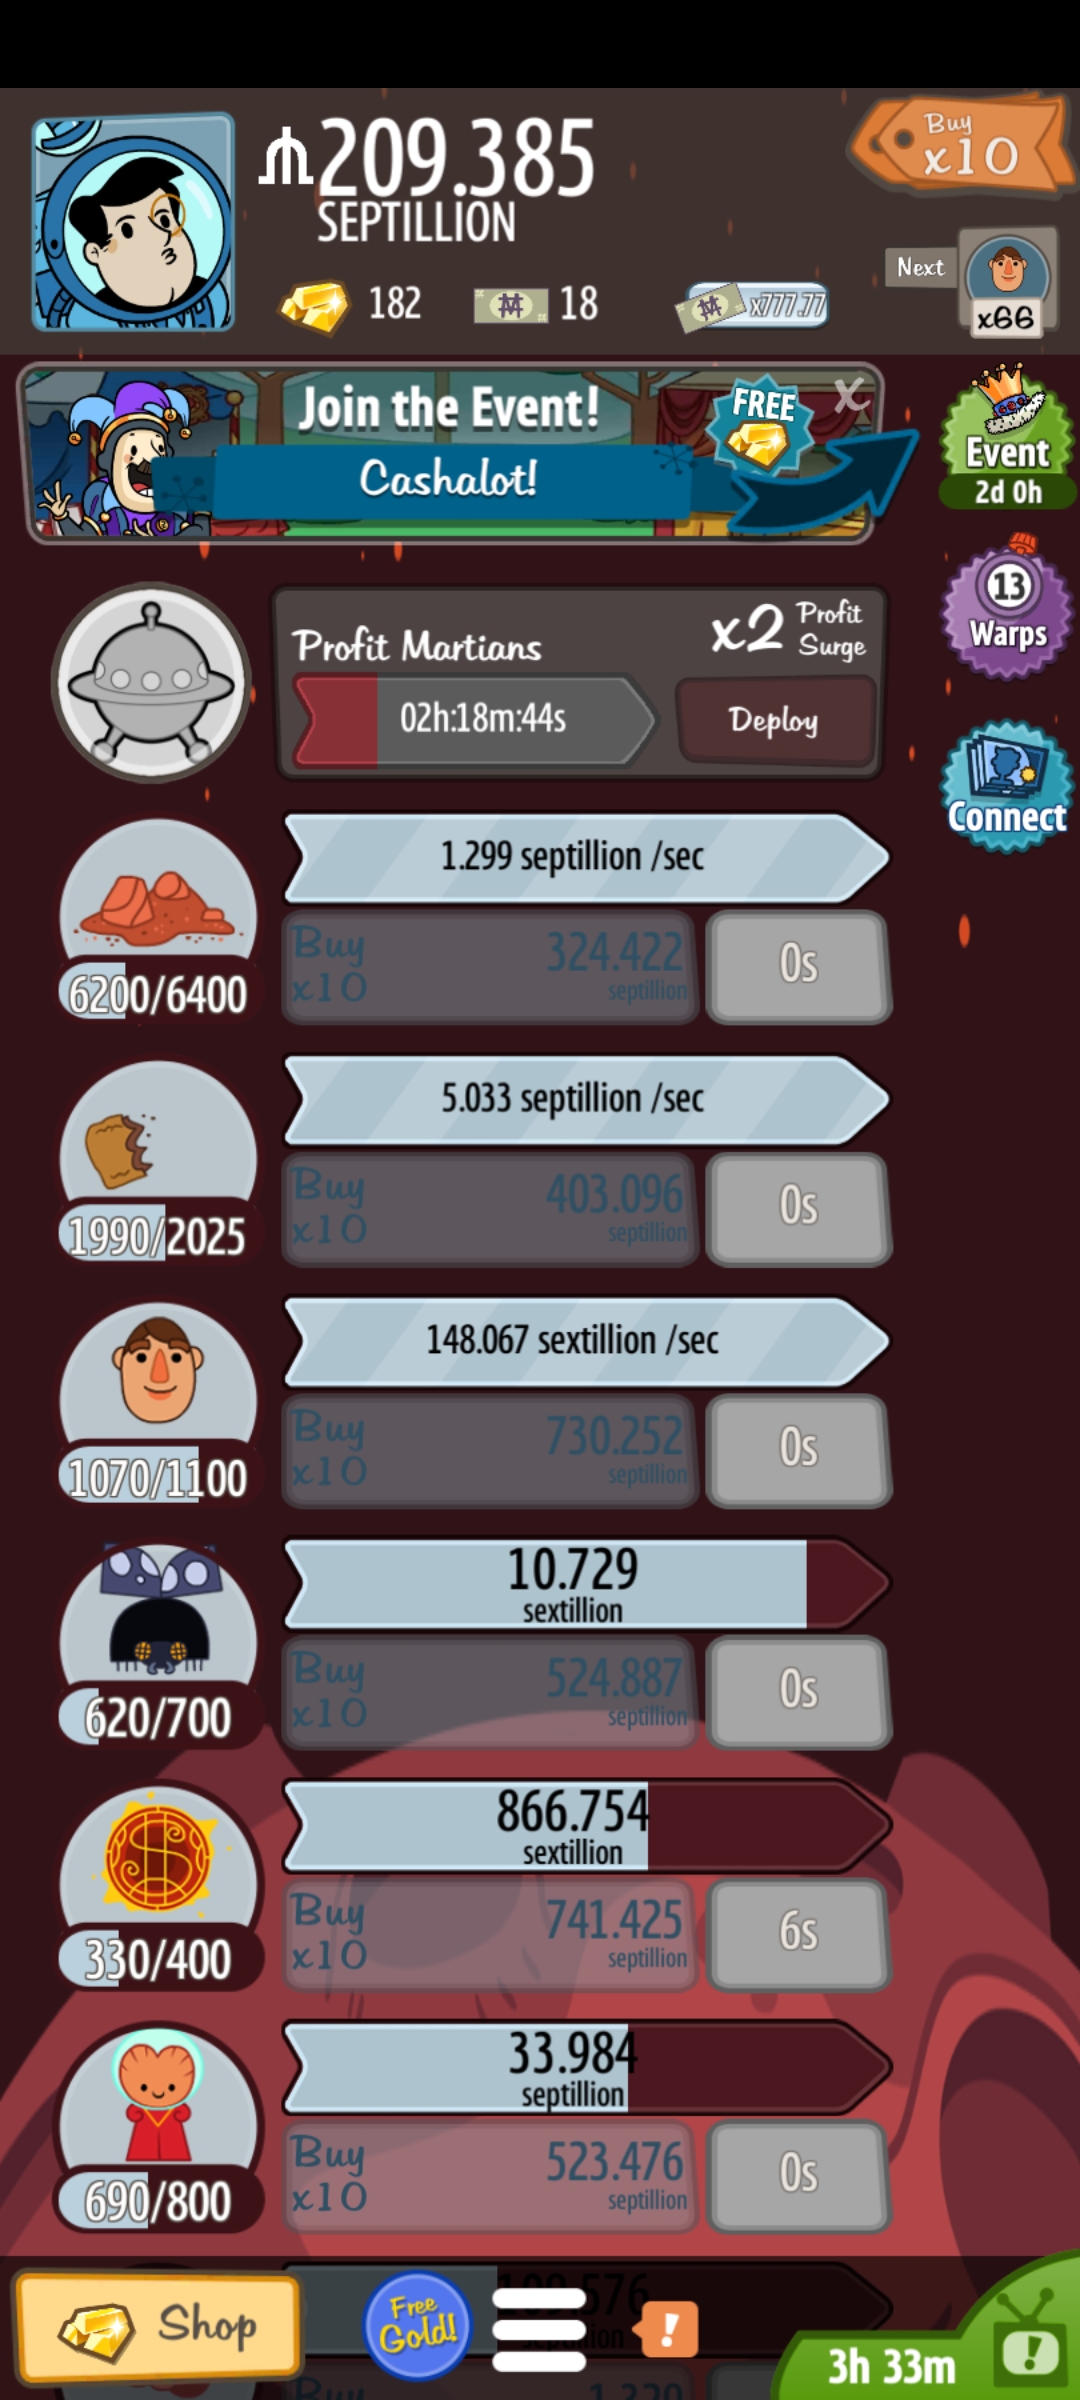 209.385
SEPTILLION
Buy
x10
182
18
x777.77
Next
x66
Join the Event!
Cashalot!
FREE
X
Event
2d 0h
Profit Martians
x2 Profit Surge
02h:18m:44s
Deploy
13
Warps
Connect
1.299 septillion /sec
Buy x10
324.422 septillion
0s
6200/6400
5.033 septillion /sec
Buy x10
403.096 septillion
0s
1990/2025
148.067 sextillion /sec
Buy x10
730.252 septillion
0s
1070/1100
10.729
sextillion
Buy x10
524.887 septillion
0s
620/700
866.754
sextillion
Buy x10
741.425 septillion
6s
330/400
33.984
septillion
Buy x10
523.476 septillion
0s
690/800
Shop
Free Gold!
!
3h 33m
!